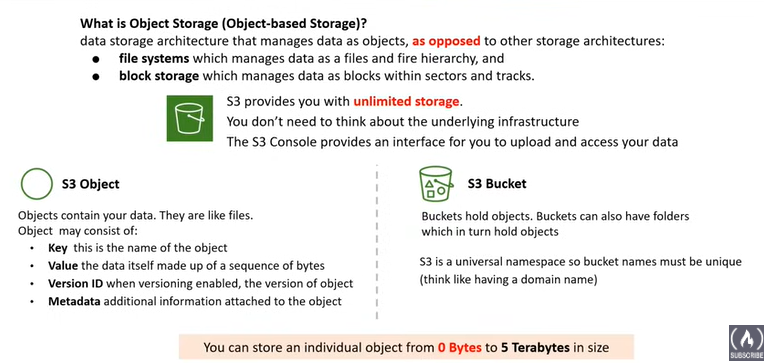 What is Object Storage (Object-based Storage)?
data storage architecture that manages data as objects, as opposed to other storage architectures:
● file systems which manages data as a files and fire hierarchy, and
● block storage which manages data as blocks within sectors and tracks.
S3 provides you with unlimited storage.
You don't need to think about the underlying infrastructure
The S3 Console provides an interface for you to upload and access your data
S3 Object
Objects contain your data. They are like files.
Object may consist of:
• Key this is the name of the object
• Value the data itself made up of a sequence of bytes
• Version ID when versioning enabled, the version of object
• Metadata additional information attached to the object
S3 Bucket
Buckets hold objects. Buckets can also have folders
which in turn hold objects
S3 is a universal namespace so bucket names must be unique
(think like having a domain name)
You can store an individual object from 0 Bytes to 5 Terabytes in size
SUBSCRIBE